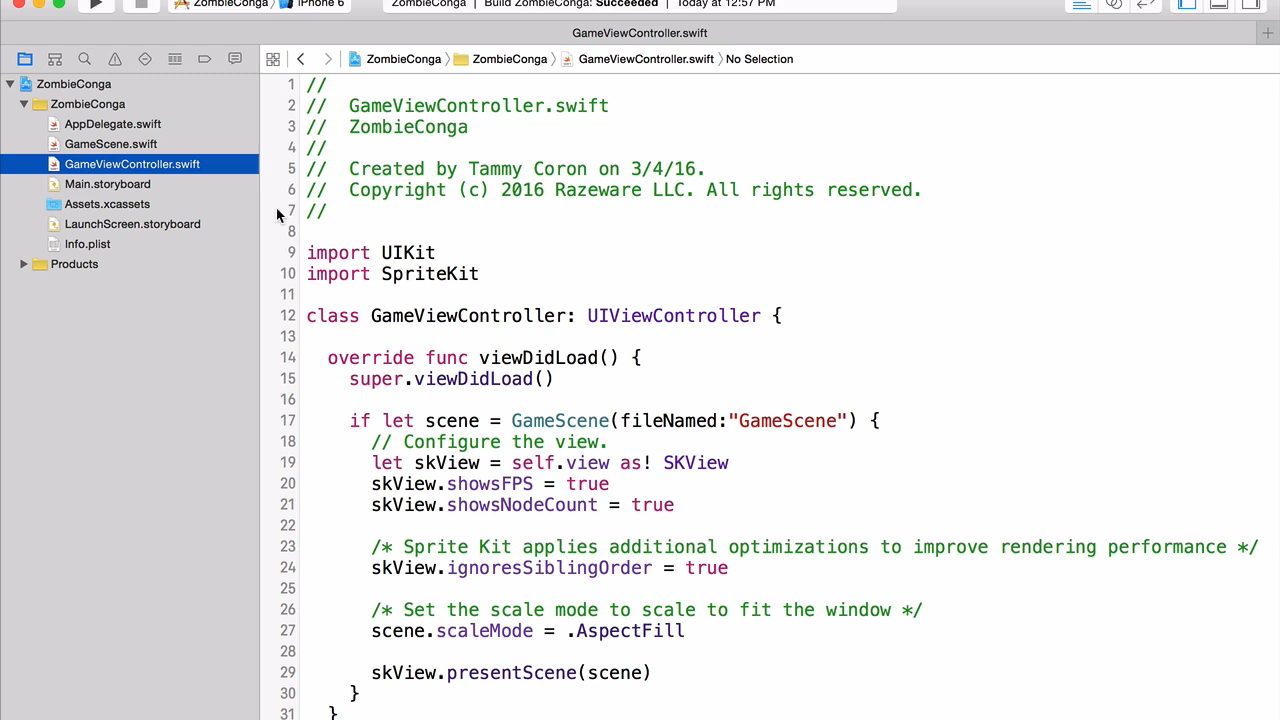 ZombieConga 〉 iPhone 6
ZombieConga | Build ZombieConga: Succeeded | Today at 12:57 PM
GameViewController.swift
ZombieConga 〉 ZombieConga 〉 GameViewController.swift 〉 No Selection
ZombieConga
ZombieConga
AppDelegate.swift
GameScene.swift
GameViewController.swift
Main.storyboard
Assets.xcassets
LaunchScreen.storyboard
Info.plist
Products
1 //
2 //  GameViewController.swift
3 //  ZombieConga
4 //
5 //  Created by Tammy Coron on 3/4/16.
6 //  Copyright (c) 2016 Razeware LLC. All rights reserved.
7 //
8
9 import UIKit
10 import SpriteKit
11
12 class GameViewController: UIViewController {
13
14   override func viewDidLoad() {
15     super.viewDidLoad()
16
17     if let scene = GameScene(fileNamed:"GameScene") {
18       // Configure the view.
19       let skView = self.view as! SKView
20       skView.showsFPS = true
21       skView.showsNodeCount = true
22
23       /* Sprite Kit applies additional optimizations to improve rendering performance */
24       skView.ignoresSiblingOrder = true
25
26       /* Set the scale mode to scale to fit the window */
27       scene.scaleMode = .AspectFill
28
29       skView.presentScene(scene)
30     }
31   }